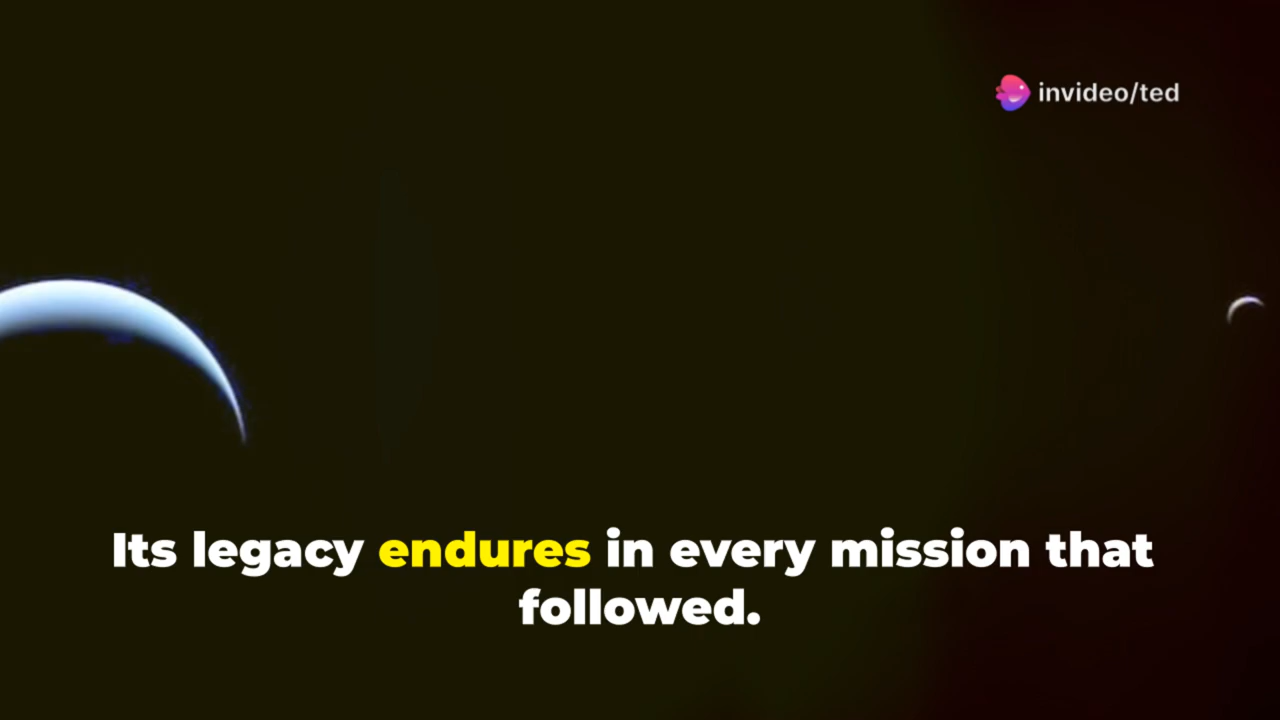 invideo/ted
Its legacy endures in every mission that
followed.